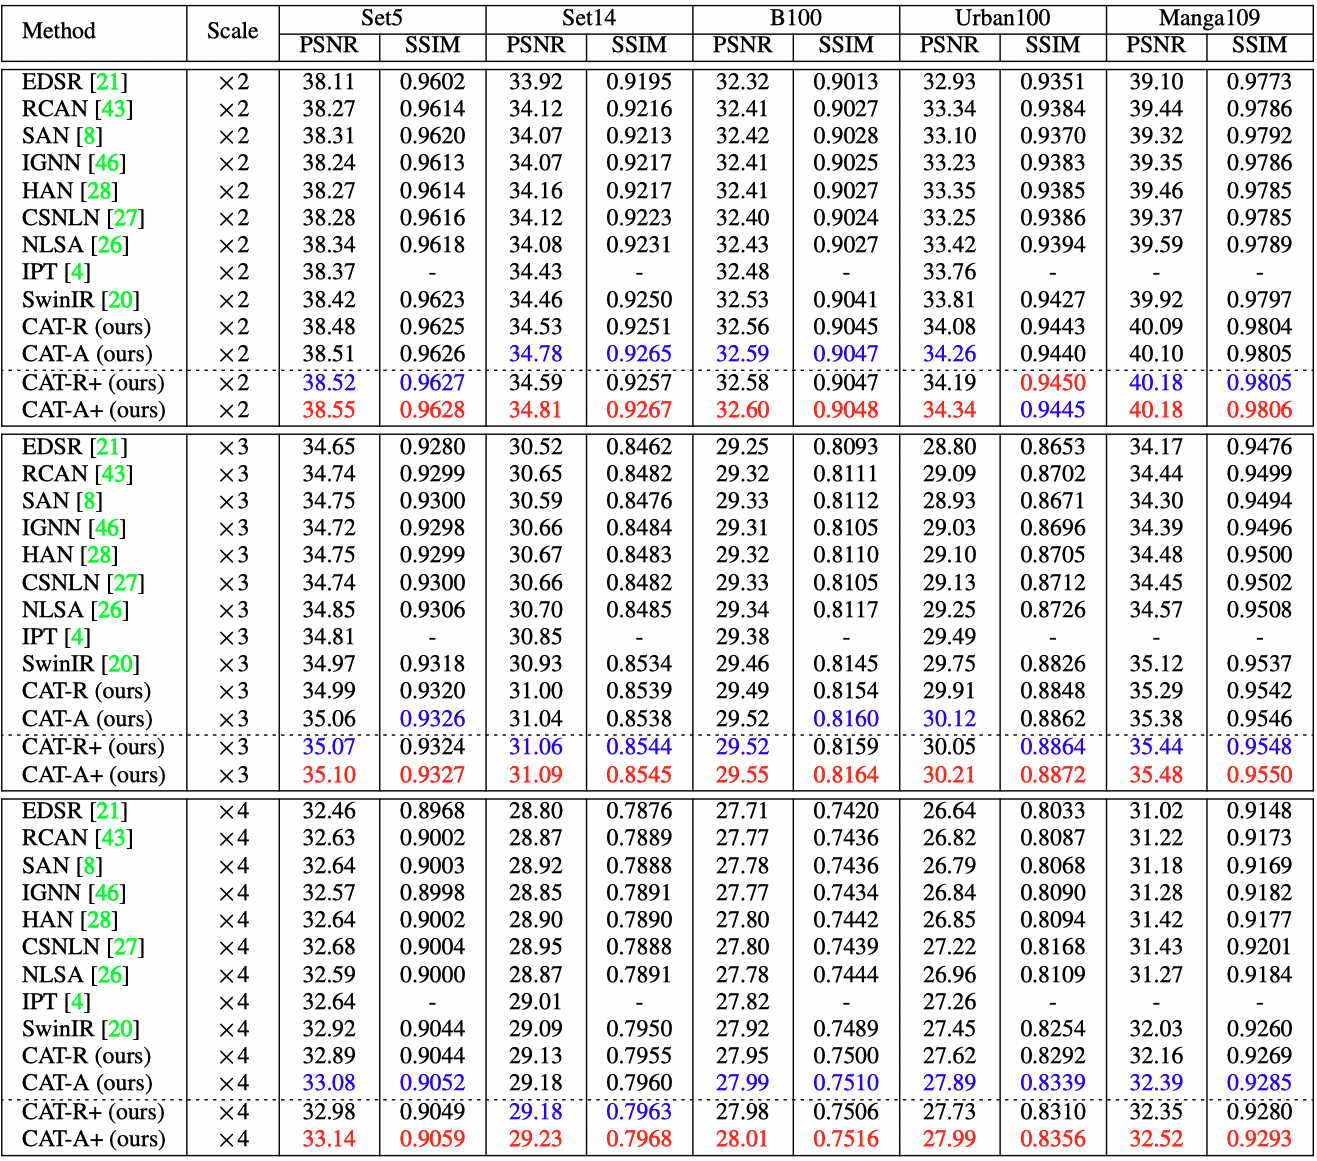 Method Scale Set5 Set14 B100 Urban100 Manga109
PSNR SSIM PSNR SSIM PSNR SSIM PSNR SSIM PSNR SSIM
EDSR [21] ×2 38.11 0.9602 33.92 0.9195 32.32 0.9013 32.93 0.9351 39.10 0.9773
RCAN [43] ×2 38.27 0.9614 34.12 0.9216 32.41 0.9027 33.34 0.9384 39.44 0.9786
SAN [8] ×2 38.31 0.9620 34.07 0.9213 32.42 0.9028 33.10 0.9370 39.32 0.9792
IGNN [46] ×2 38.24 0.9613 34.07 0.9217 32.41 0.9025 33.23 0.9383 39.35 0.9786
HAN [28] ×2 38.27 0.9614 34.16 0.9217 32.41 0.9027 33.35 0.9385 39.46 0.9785
CSNLN [27] ×2 38.28 0.9616 34.12 0.9223 32.40 0.9024 33.25 0.9386 39.37 0.9785
NLSA [26] ×2 38.34 0.9618 34.08 0.9231 32.43 0.9027 33.42 0.9394 39.59 0.9789
IPT [4] ×2 38.37 - 34.43 - 32.48 - 33.76 - - -
SwinIR [20] ×2 38.42 0.9623 34.46 0.9250 32.53 0.9041 33.81 0.9427 39.92 0.9797
CAT-R (ours) ×2 38.48 0.9625 34.53 0.9251 32.56 0.9045 34.08 0.9443 40.09 0.9804
CAT-A (ours) ×2 38.51 0.9626 34.78 0.9265 32.59 0.9047 34.26 0.9440 40.10 0.9805
CAT-R+ (ours) ×2 38.52 0.9627 34.59 0.9257 32.58 0.9047 34.19 0.9450 40.18 0.9805
CAT-A+ (ours) ×2 38.55 0.9628 34.81 0.9267 32.60 0.9048 34.34 0.9445 40.18 0.9806
EDSR [21] ×3 34.65 0.9280 30.52 0.8462 29.25 0.8093 28.80 0.8653 34.17 0.9476
RCAN [43] ×3 34.74 0.9299 30.65 0.8482 29.32 0.8111 29.09 0.8702 34.44 0.9499
SAN [8] ×3 34.75 0.9300 30.59 0.8476 29.33 0.8112 28.93 0.8671 34.30 0.9494
IGNN [46] ×3 34.72 0.9298 30.66 0.8484 29.31 0.8105 29.03 0.8696 34.39 0.9496
HAN [28] ×3 34.75 0.9299 30.67 0.8483 29.32 0.8110 29.10 0.8705 34.48 0.9500
CSNLN [27] ×3 34.74 0.9300 30.66 0.8482 29.33 0.8105 29.13 0.8712 34.45 0.9502
NLSA [26] ×3 34.85 0.9306 30.70 0.8485 29.34 0.8117 29.25 0.8726 34.57 0.9508
IPT [4] ×3 34.81 - 30.85 - 29.38 - 29.49 - - -
SwinIR [20] ×3 34.97 0.9318 30.93 0.8534 29.46 0.8145 29.75 0.8826 35.12 0.9537
CAT-R (ours) ×3 34.99 0.9320 31.00 0.8539 29.49 0.8154 29.91 0.8848 35.29 0.9542
CAT-A (ours) ×3 35.06 0.9326 31.04 0.8538 29.52 0.8160 30.12 0.8862 35.38 0.9546
CAT-R+ (ours) ×3 35.07 0.9324 31.06 0.8544 29.52 0.8159 30.05 0.8864 35.44 0.9548
CAT-A+ (ours) ×3 35.10 0.9327 31.09 0.8545 29.55 0.8164 30.21 0.8872 35.48 0.9550
EDSR [21] ×4 32.46 0.8968 28.80 0.7876 27.71 0.7420 26.64 0.8033 31.02 0.9148
RCAN [43] ×4 32.63 0.9002 28.87 0.7889 27.77 0.7436 26.82 0.8087 31.22 0.9173
SAN [8] ×4 32.64 0.9003 28.92 0.7888 27.78 0.7436 26.79 0.8068 31.18 0.9169
IGNN [46] ×4 32.57 0.8998 28.85 0.7891 27.77 0.7434 26.84 0.8090 31.28 0.9182
HAN [28] ×4 32.64 0.9002 28.90 0.7890 27.80 0.7442 26.85 0.8094 31.42 0.9177
CSNLN [27] ×4 32.68 0.9004 28.95 0.7888 27.80 0.7439 27.22 0.8168 31.43 0.9201
NLSA [26] ×4 32.59 0.9000 28.87 0.7891 27.78 0.7444 26.96 0.8109 31.27 0.9184
IPT [4] ×4 32.64 - 29.01 - 27.82 - 27.26 - - -
SwinIR [20] ×4 32.92 0.9044 29.09 0.7950 27.92 0.7489 27.45 0.8254 32.03 0.9260
CAT-R (ours) ×4 32.89 0.9044 29.13 0.7955 27.95 0.7500 27.62 0.8292 32.16 0.9269
CAT-A (ours) ×4 33.08 0.9052 29.18 0.7960 27.99 0.7510 27.89 0.8339 32.39 0.9285
CAT-R+ (ours) ×4 32.98 0.9049 29.18 0.7963 27.98 0.7506 27.73 0.8310 32.35 0.9280
CAT-A+ (ours) ×4 33.14 0.9059 29.23 0.7968 28.01 0.7516 27.99 0.8356 32.52 0.9293